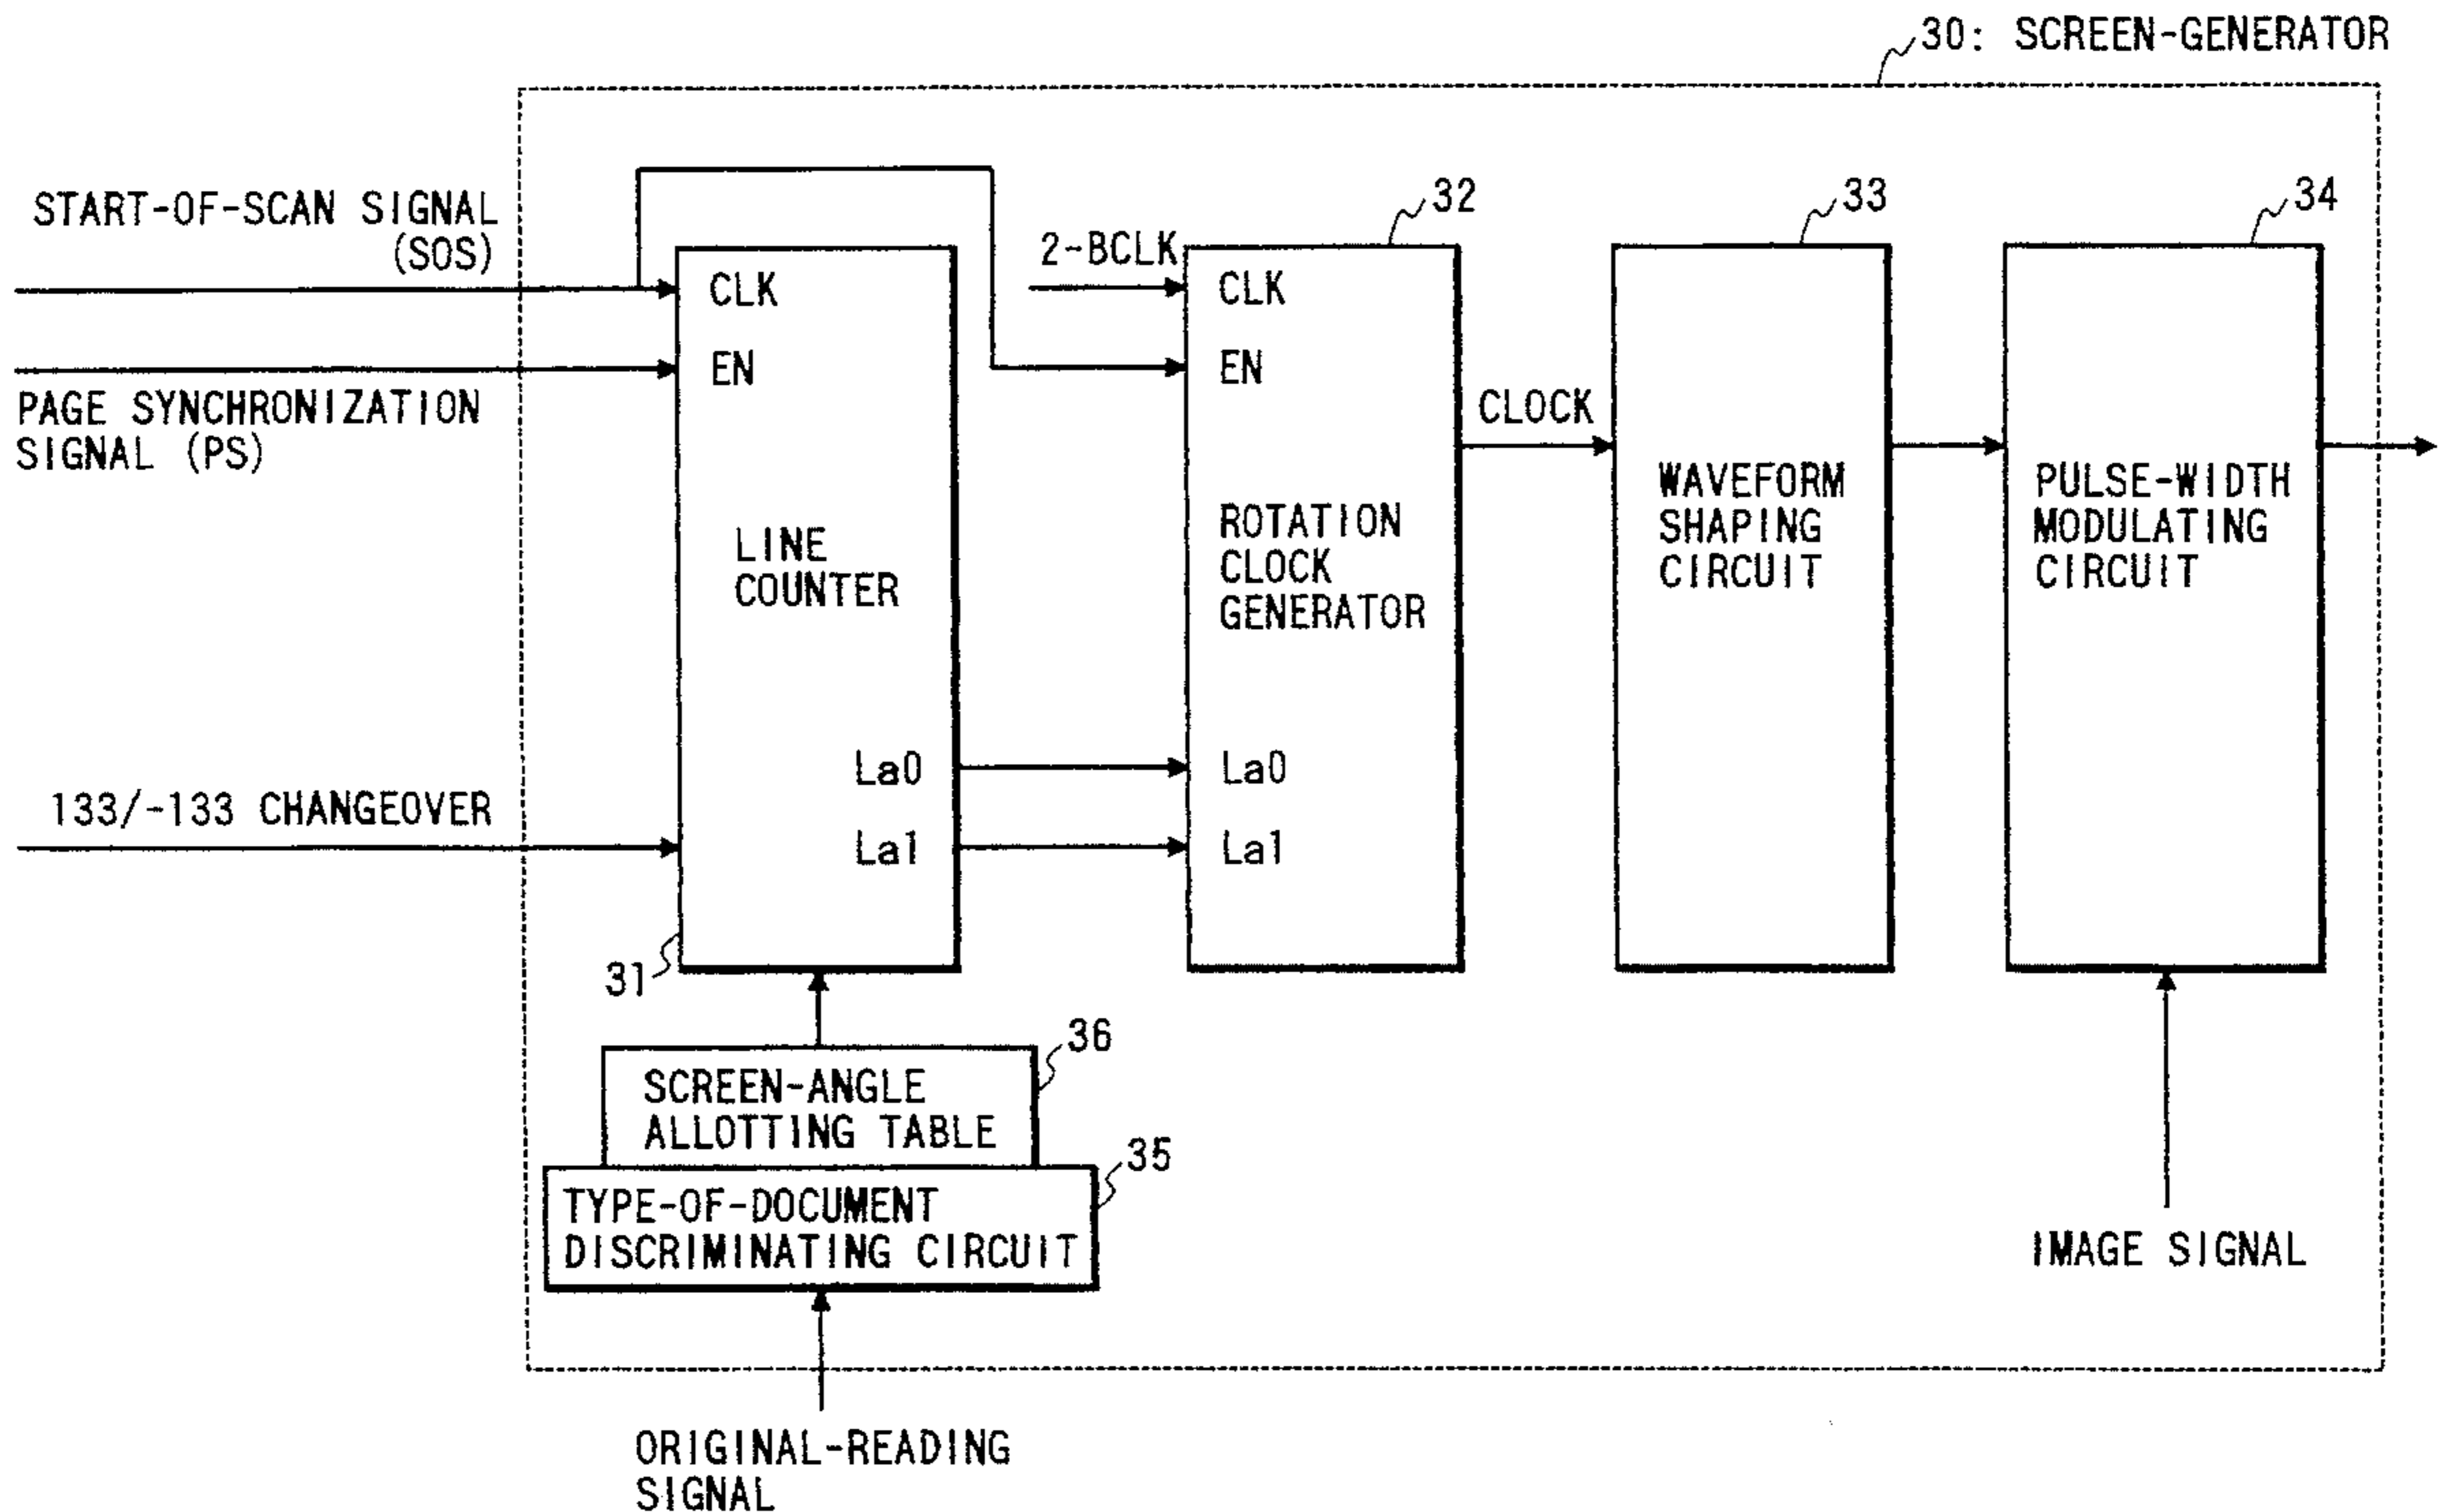 30: SCREEN-GENERATOR
START-OF-SCAN SIGNAL
(SOS)
PAGE SYNCHRONIZATION
SIGNAL (PS)
133/-133 CHANGEOVER
CLK
EN
LINE
COUNTER
La0
La1
31
2-BCLK
32
CLK
EN
ROTATION
CLOCK
GENERATOR
La0
La1
CLOCK
33
WAVEFORM
SHAPING
CIRCUIT
34
PULSE-WIDTH
MODULATING
CIRCUIT
36
SCREEN-ANGLE
ALLOTTING TABLE
35
TYPE-OF-DOCUMENT
DISCRIMINATING CIRCUIT
IMAGE SIGNAL
ORIGINAL-READING
SIGNAL